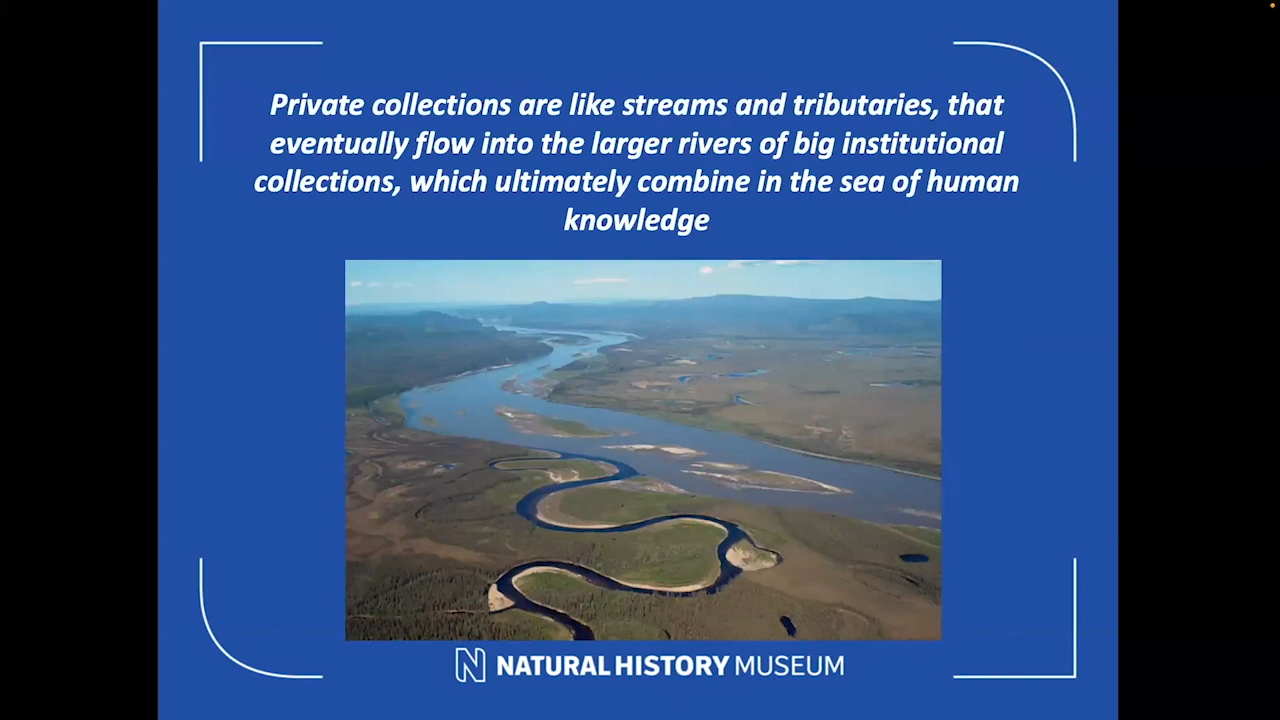 Private collections are like streams and tributaries, that
eventually flow into the larger rivers of big institutional
collections, which ultimately combine in the sea of human
knowledge
NATURAL HISTORY MUSEUM